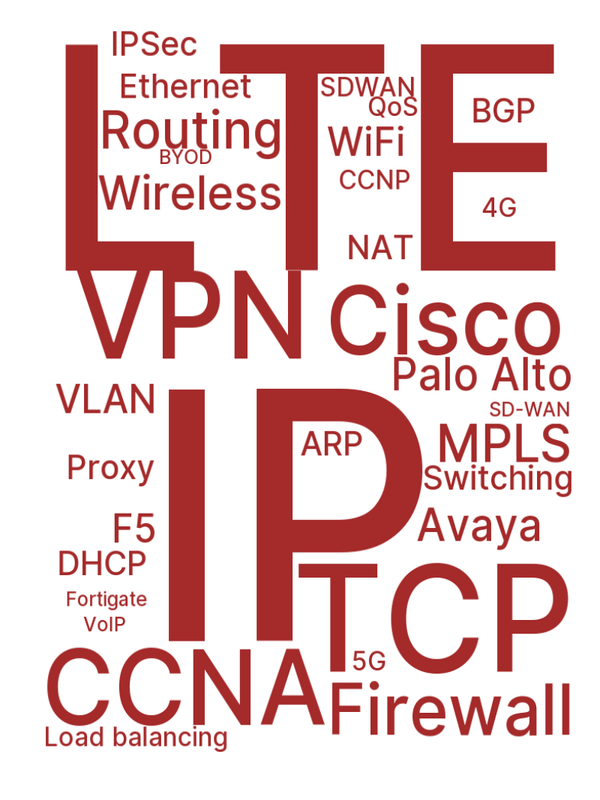 LTE
IPSec
Ethernet
SDWAN
QoS
BGP
Routing
WiFi
BYOD
CCNP
Wireless
4G
NAT
VPN
Cisco
Palo Alto
VLAN
SD-WAN
IP
ARP
MPLS
Proxy
Switching
F5
Avaya
DHCP
TCP
Fortigate
VoIP
5G
CCNA
Firewall
Load balancing